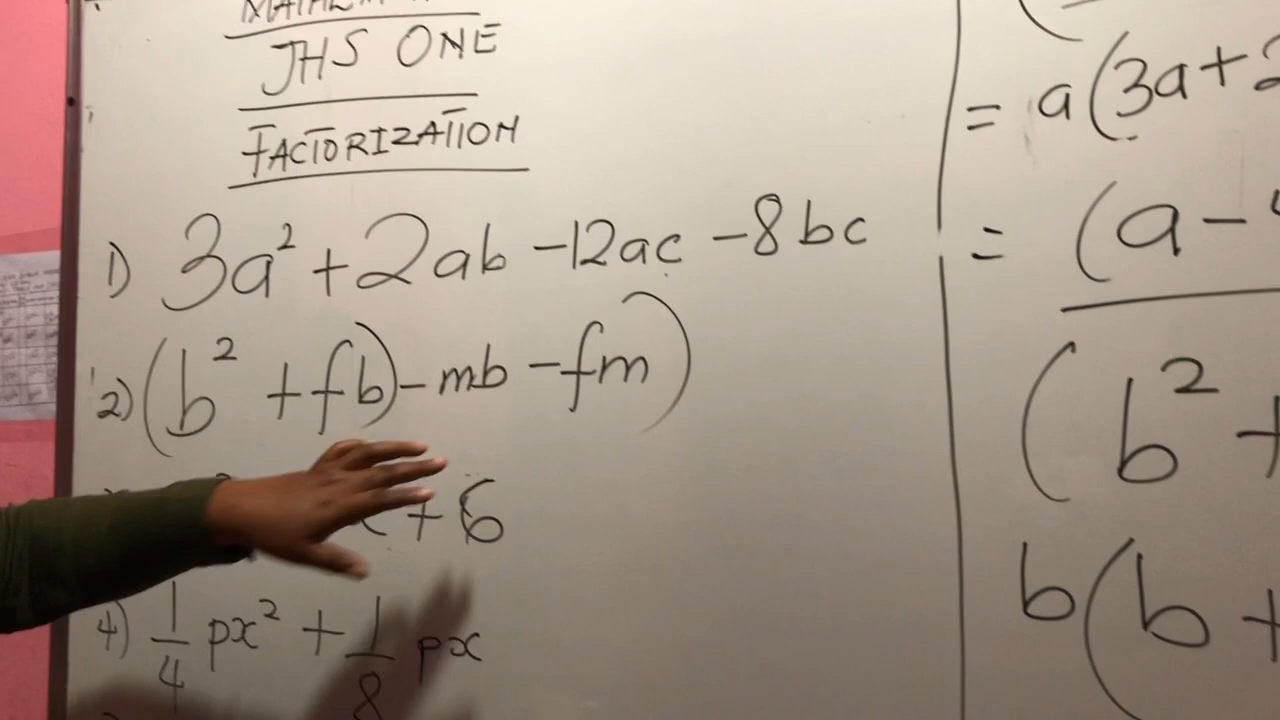 JHS ONE
FACTORIZATION
1) 3a² + 2ab - 12ac - 8bc
2) (b² + fb) - mb - fm)
+ 6
4) 1/4 px² + 1/8 px
= a(3a + 2
= (a -
(b² +
b(b +